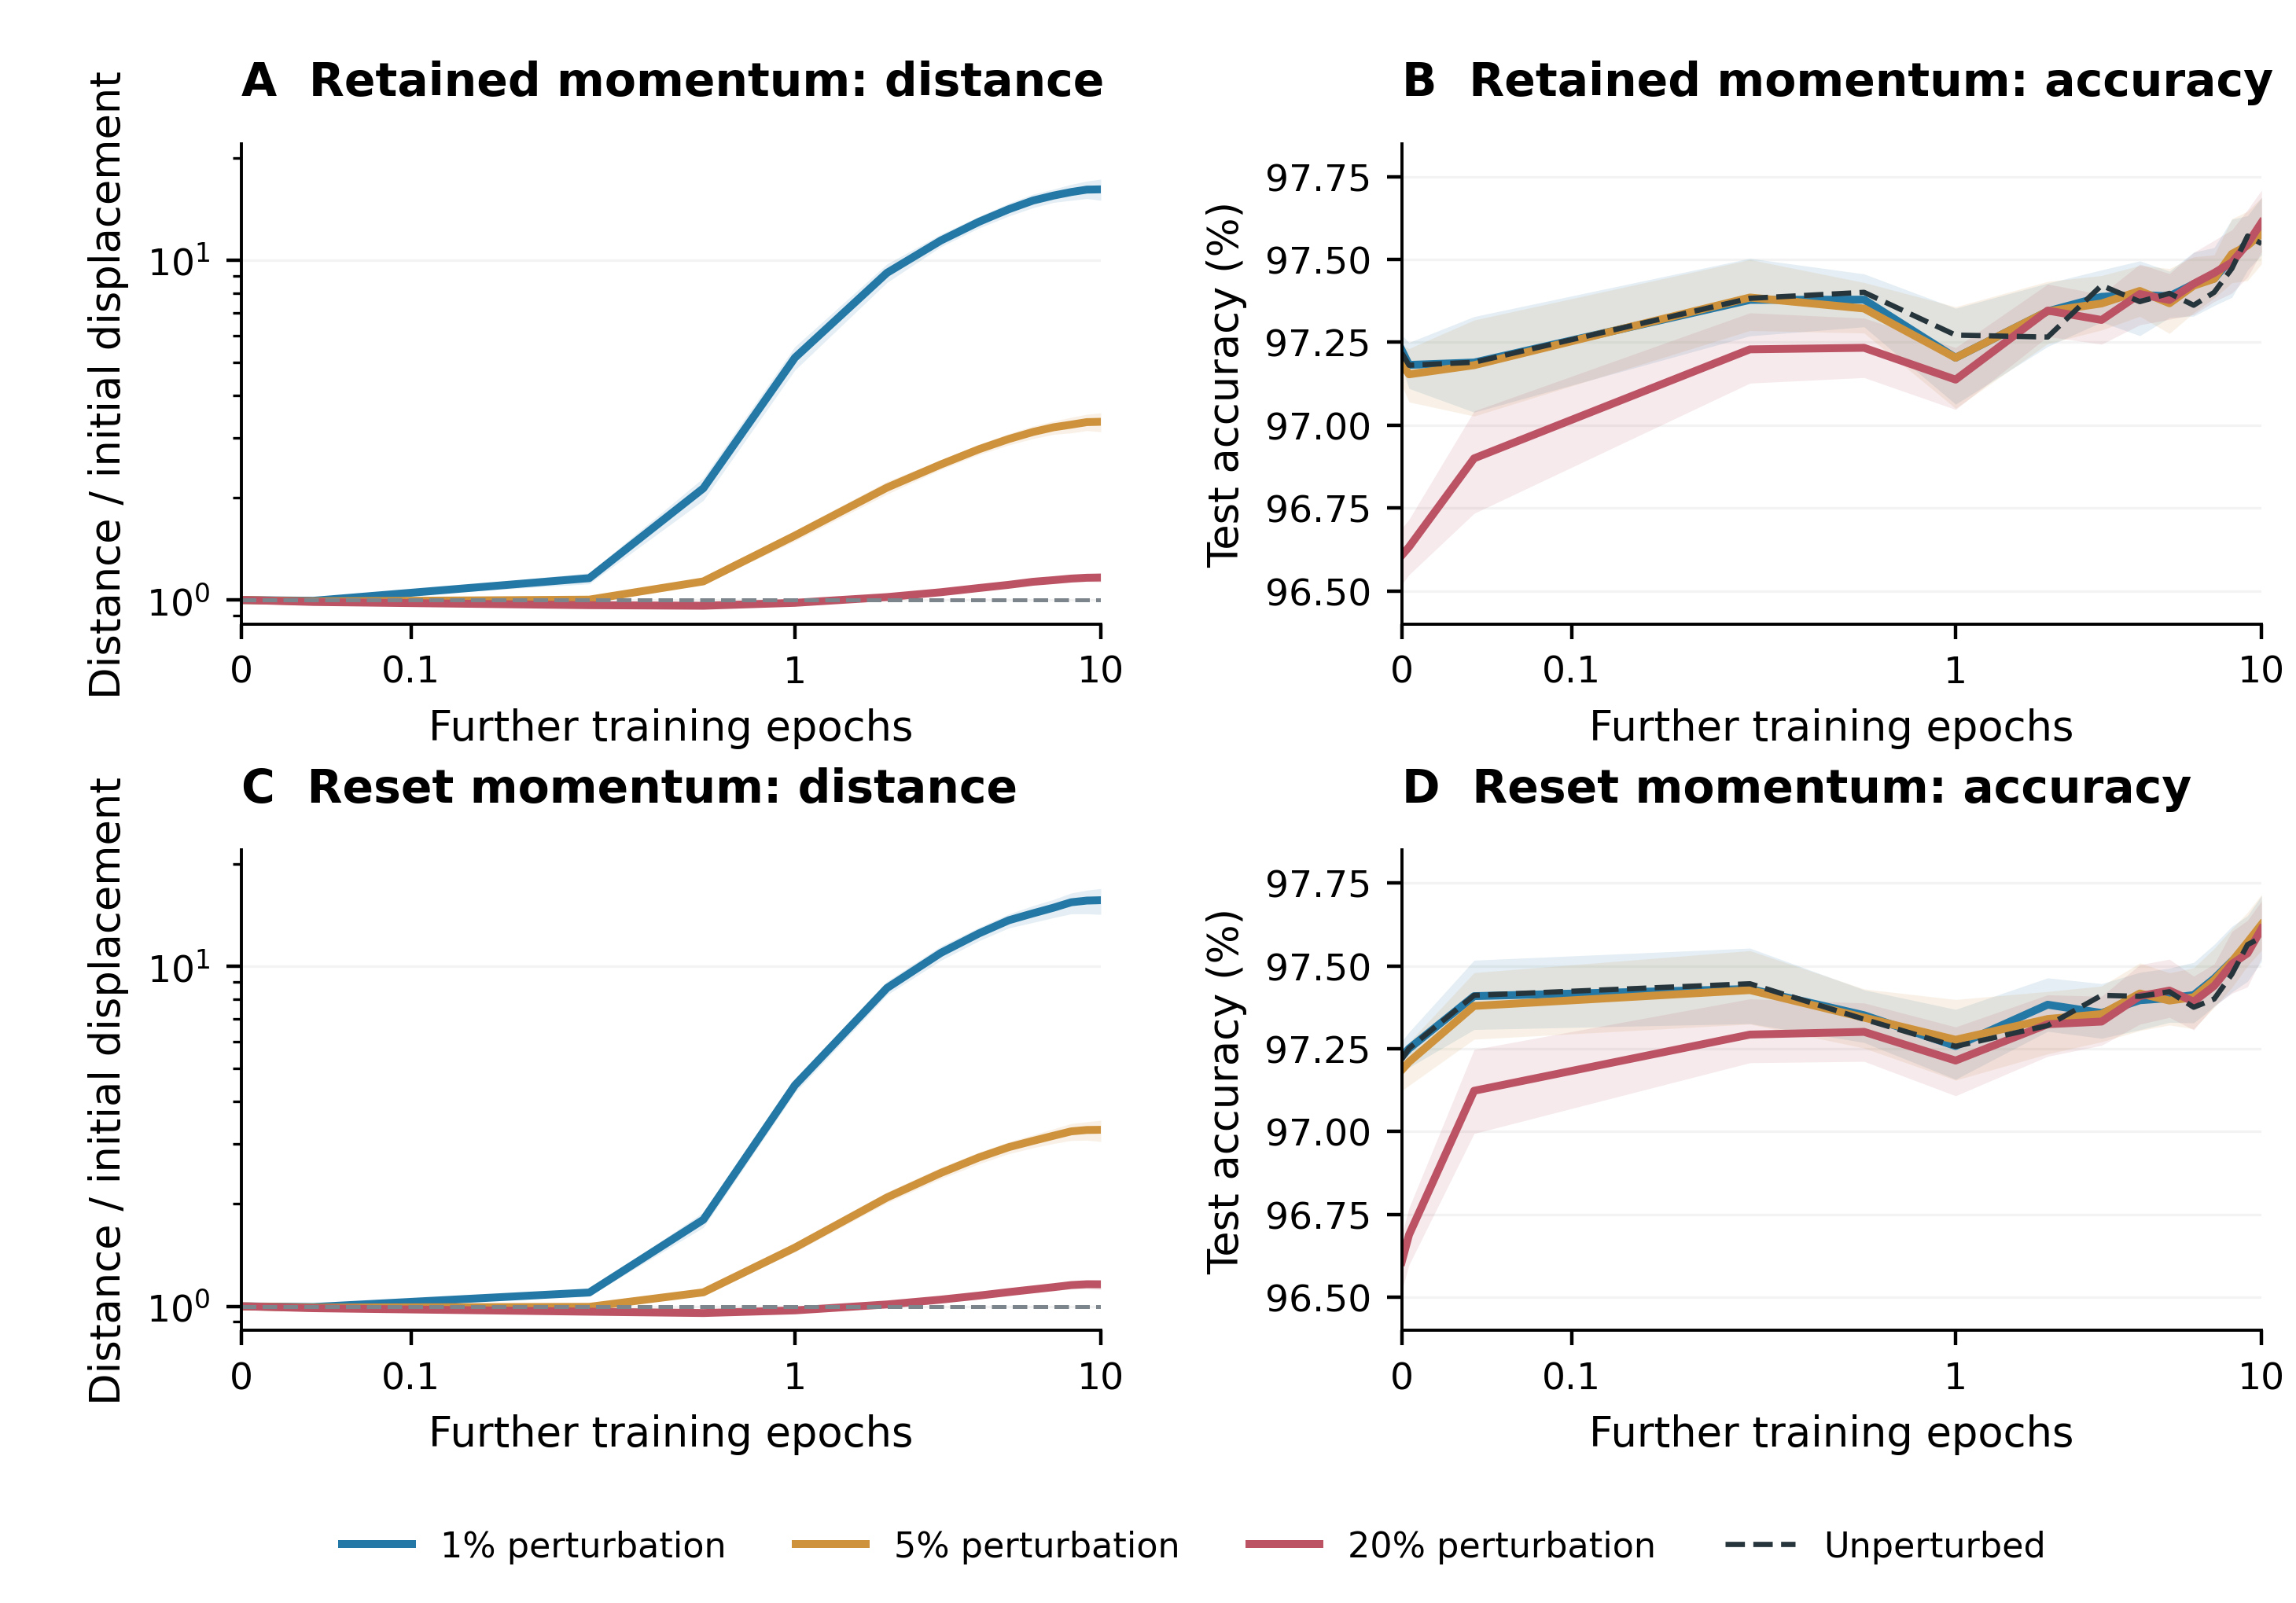 A Retained momentum: distance
Distance / initial displacement
10¹
10⁰
0 0.1 1 10
Further training epochs
B Retained momentum: accuracy
Test accuracy (%)
97.75
97.50
97.25
97.00
96.75
96.50
0 0.1 1 10
Further training epochs
C Reset momentum: distance
Distance / initial displacement
10¹
10⁰
0 0.1 1 10
Further training epochs
D Reset momentum: accuracy
Test accuracy (%)
97.75
97.50
97.25
97.00
96.75
96.50
0 0.1 1 10
Further training epochs
1% perturbation 5% perturbation 20% perturbation Unperturbed